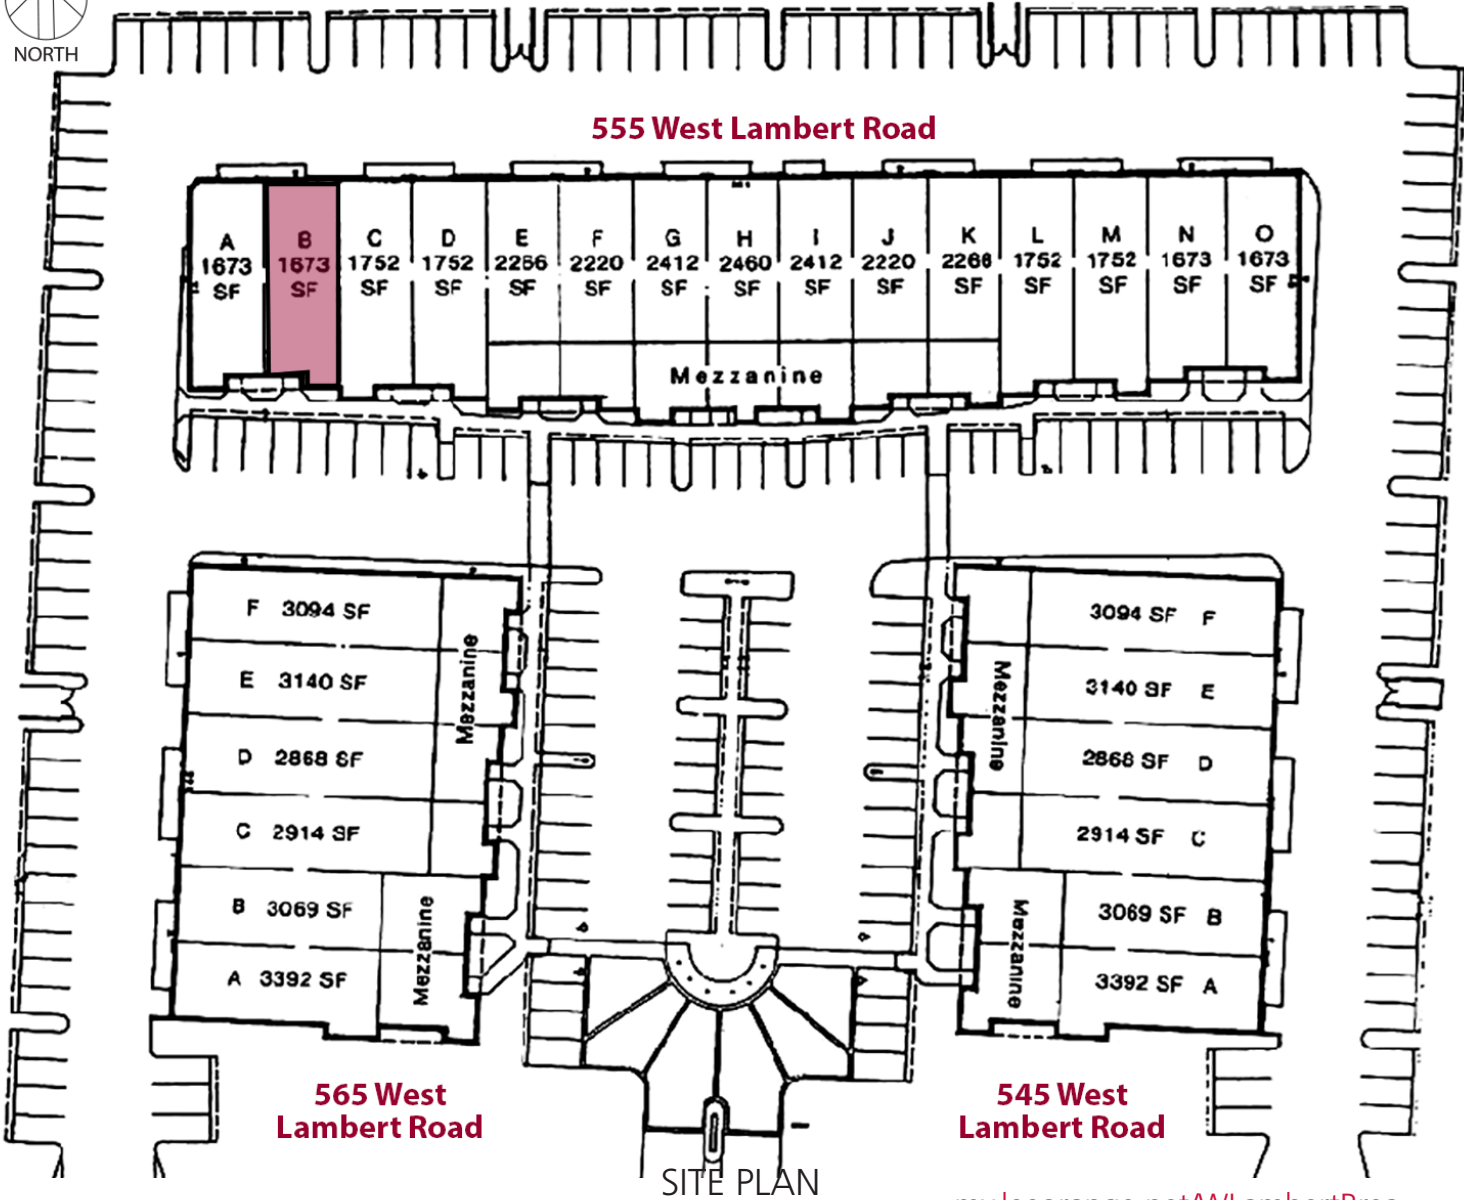 NORTH
555 West Lambert Road
A B C D E F G H I J K L M N O
1673 1673 1752 1752 2266 2220 2412 2460 2412 2220 2266 1752 1752 1673 1673
SF SF SF SF SF SF SF SF SF SF SF SF SF SF SF
Mezzanine
F 3094 SF
E 3140 SF
D 2868 SF
C 2914 SF
Mezzanine
B 3069 SF
A 3392 SF
Mezzanine
3094 SF F
3140 SF E
2868 SF D
2914 SF C
Mezzanine
3069 SF B
3392 SF A
Mezzanine
565 West
Lambert Road
545 West
Lambert Road
SITE PLAN